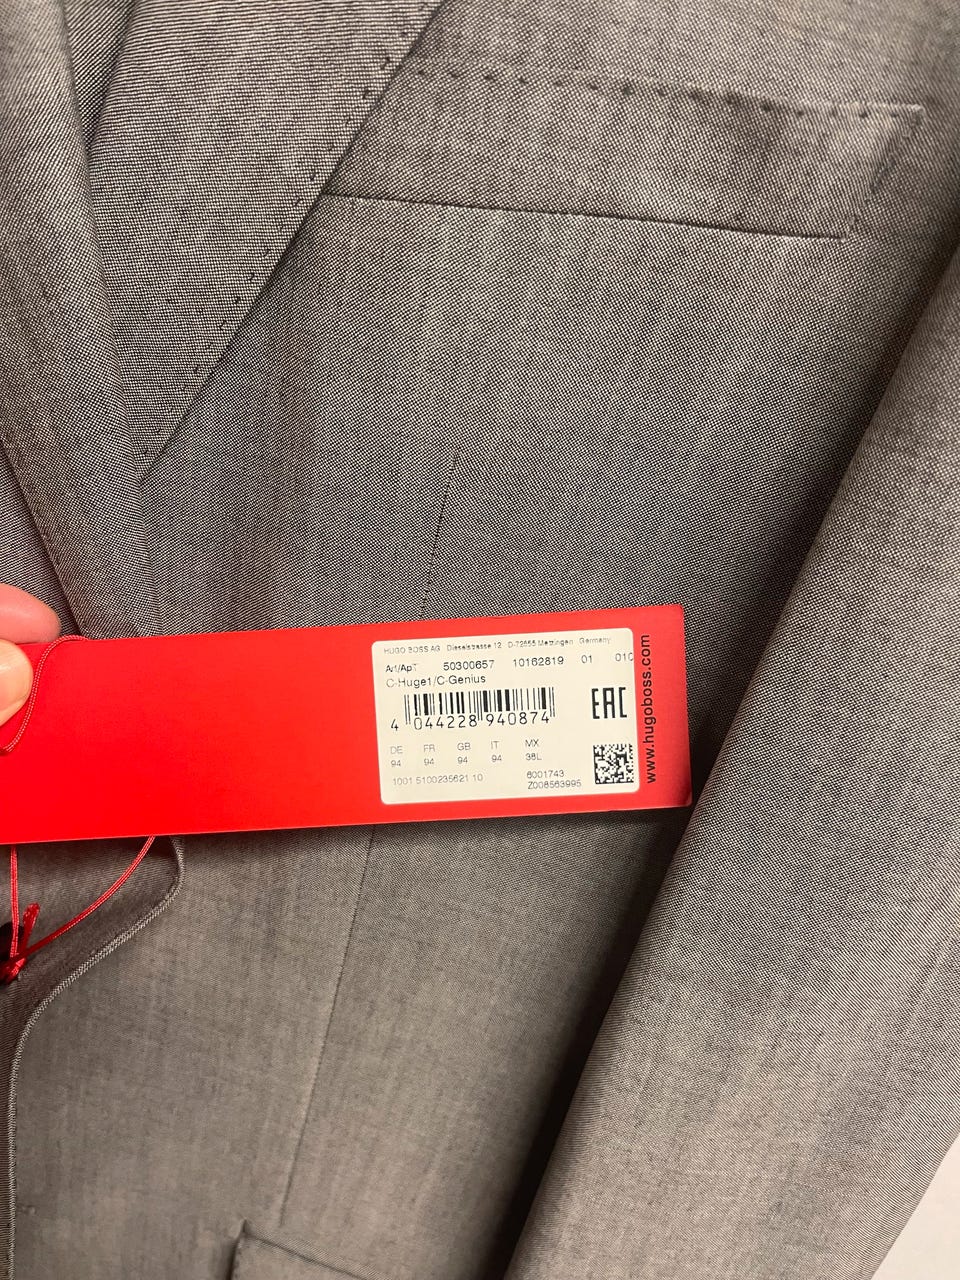 HUGO BOSS AG Dieselstrasse 12 D-72555 Metzingen Germany
Art/Арт 50300657 10162819 01 010
C-Huge1/C-Genius
4 044228 940874
EAC
DE FR GB IT MX
94 94 94 94 38L
1001 5100235621 10
6001743
Z008563995
www.hugoboss.com